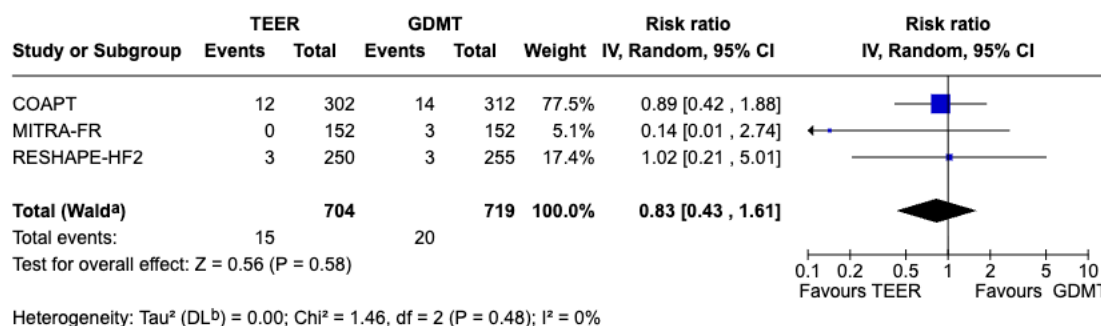 TEER GDMT Risk ratio Risk ratio
Study or Subgroup Events Total Events Total Weight IV, Random, 95% CI IV, Random, 95% CI
COAPT 12 302 14 312 77.5% 0.89 [0.42 , 1.88]
MITRA-FR 0 152 3 152 5.1% 0.14 [0.01 , 2.74]
RESHAPE-HF2 3 250 3 255 17.4% 1.02 [0.21 , 5.01]
Total (Waldᵃ) 704 719 100.0% 0.83 [0.43 , 1.61]
Total events: 15 20
Test for overall effect: Z = 0.56 (P = 0.58)
0.1 0.2 0.5 1 2 5 10
Favours TEER Favours GDMT
Heterogeneity: Tau² (DLᵇ) = 0.00; Chi² = 1.46, df = 2 (P = 0.48); I² = 0%